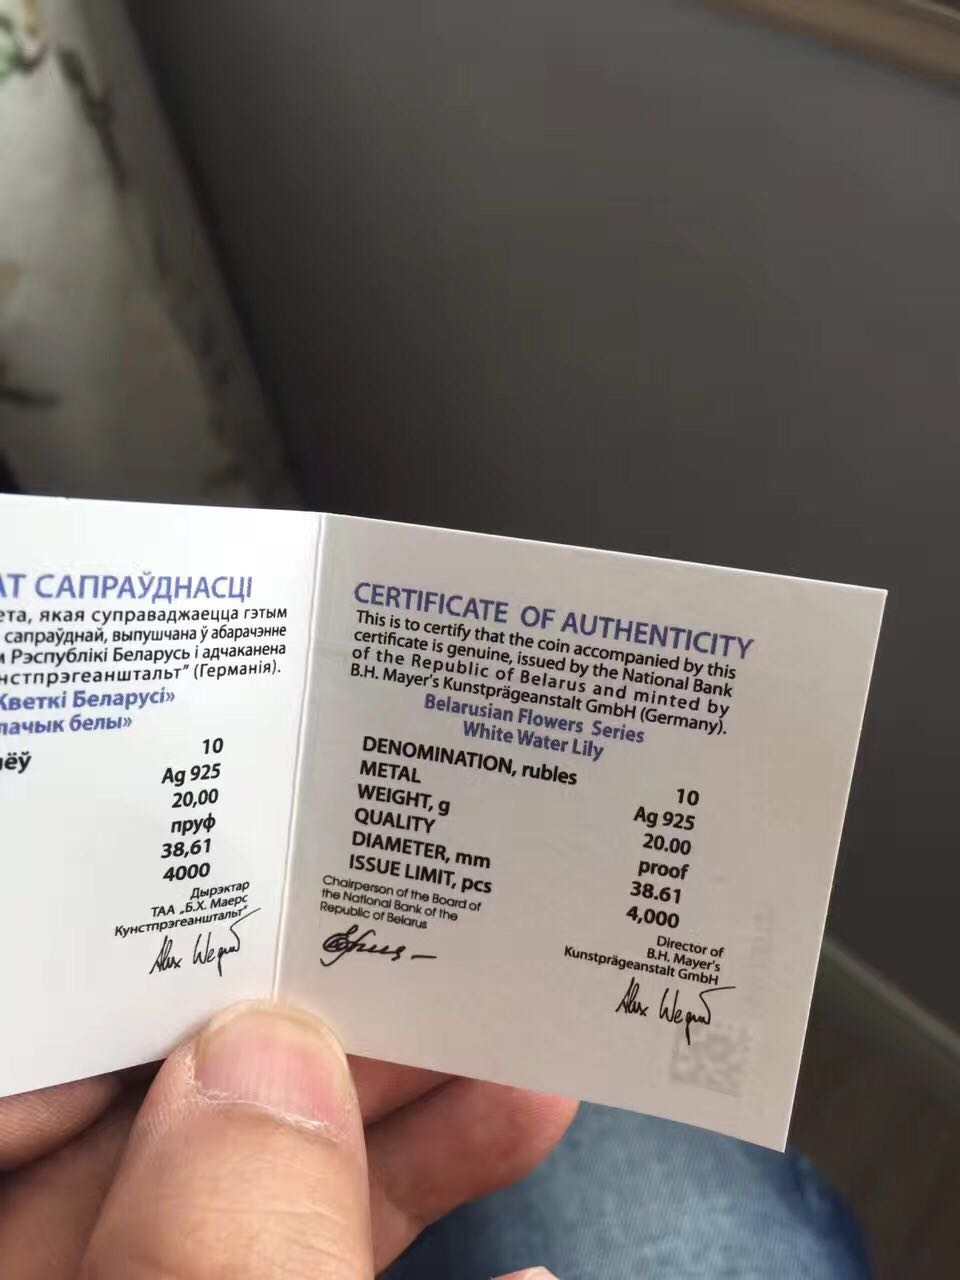 АТ САПРАЎДНАСЦІ
якая суправаджаецца гэтым
сапраўднай, выпушчана ў абарачэнне
Рэспублікі Беларусь і адчаканена
(Германія).
Кветкі Беларусі»
белы»
10
Ag 925
20,00
пруф
38,61
4000
Дырэктар
ТАА „Б.Х. Маерс
Кунстпрэгеанштальт"
CERTIFICATE OF AUTHENTICITY
This is to certify that the coin accompanied by this
certificate is genuine, issued by the National Bank
of the Republic of Belarus and minted by
B.H. Mayer's Kunstprägeanstalt GmbH (Germany).
Belarusian Flowers Series
White Water Lily
DENOMINATION, rubles 10
METAL Ag 925
WEIGHT, g 20.00
QUALITY proof
DIAMETER, mm 38.61
ISSUE LIMIT, pcs 4,000
Chairperson of the Board of
the National Bank of the
Republic of Belarus
Director of
B.H. Mayer's
Kunstprägeanstalt GmbH